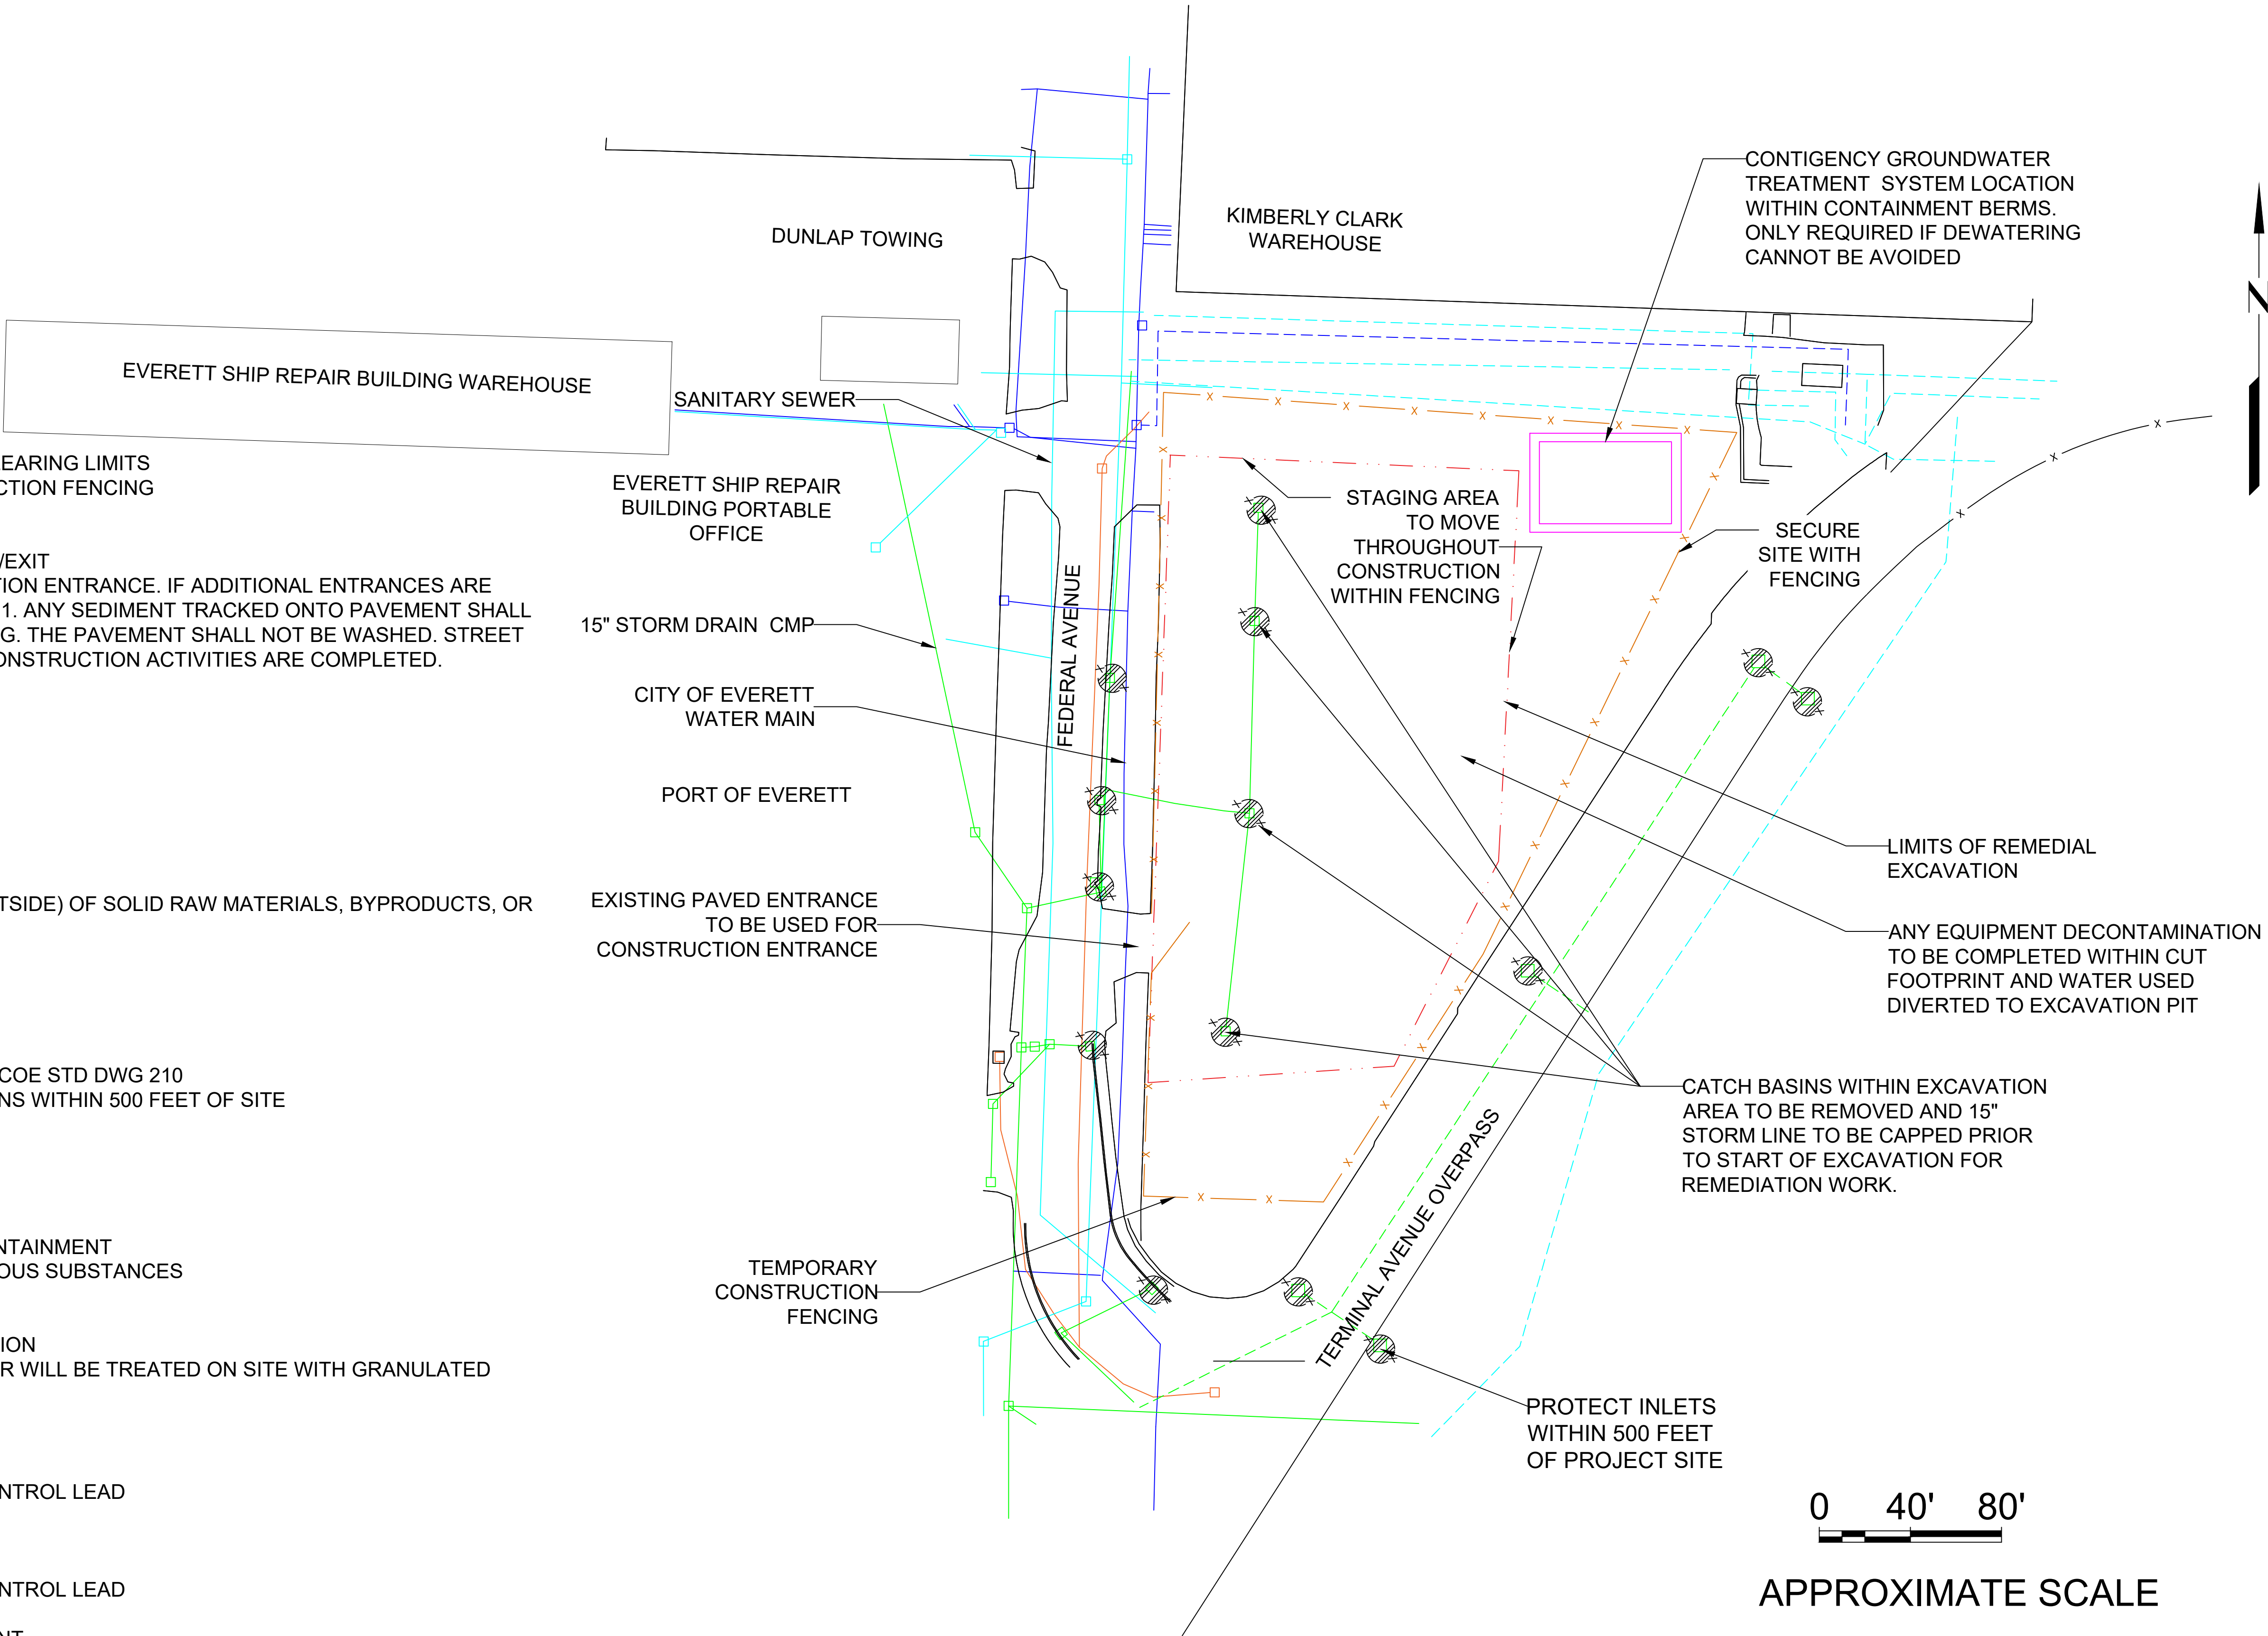 DUNLAP TOWING
KIMBERLY CLARK
WAREHOUSE
CONTIGENCY GROUNDWATER
TREATMENT SYSTEM LOCATION
WITHIN CONTAINMENT BERMS.
ONLY REQUIRED IF DEWATERING
CANNOT BE AVOIDED
N
EVERETT SHIP REPAIR BUILDING WAREHOUSE
SANITARY SEWER
EARING LIMITS
CTION FENCING
/EXIT
TION ENTRANCE. IF ADDITIONAL ENTRANCES ARE
1. ANY SEDIMENT TRACKED ONTO PAVEMENT SHALL
G. THE PAVEMENT SHALL NOT BE WASHED. STREET
ONSTRUCTION ACTIVITIES ARE COMPLETED.
EVERETT SHIP REPAIR
BUILDING PORTABLE
OFFICE
STAGING AREA
TO MOVE
THROUGHOUT
CONSTRUCTION
WITHIN FENCING
SECURE
SITE WITH
FENCING
15" STORM DRAIN CMP
FEDERAL AVENUE
CITY OF EVERETT
WATER MAIN
PORT OF EVERETT
LIMITS OF REMEDIAL
EXCAVATION
TSIDE) OF SOLID RAW MATERIALS, BYPRODUCTS, OR
EXISTING PAVED ENTRANCE
TO BE USED FOR
CONSTRUCTION ENTRANCE
ANY EQUIPMENT DECONTAMINATION
TO BE COMPLETED WITHIN CUT
FOOTPRINT AND WATER USED
DIVERTED TO EXCAVATION PIT
COE STD DWG 210
NS WITHIN 500 FEET OF SITE
CATCH BASINS WITHIN EXCAVATION
AREA TO BE REMOVED AND 15"
STORM LINE TO BE CAPPED PRIOR
TO START OF EXCAVATION FOR
REMEDIATION WORK.
TERMINAL AVENUE OVERPASS
NTAINMENT
OUS SUBSTANCES
TEMPORARY
CONSTRUCTION
FENCING
ION
R WILL BE TREATED ON SITE WITH GRANULATED
PROTECT INLETS
WITHIN 500 FEET
OF PROJECT SITE
NTROL LEAD
0 40' 80'
APPROXIMATE SCALE
NTROL LEAD